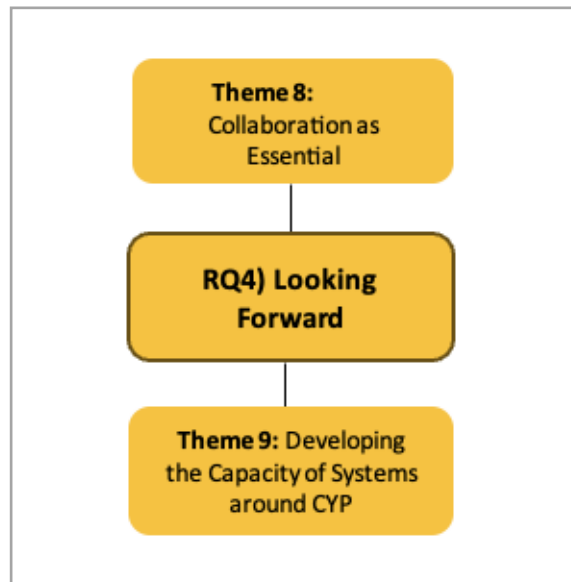 Theme 8:
Collaboration as
Essential
RQ4) Looking
Forward
Theme 9: Developing
the Capacity of Systems
around CYP